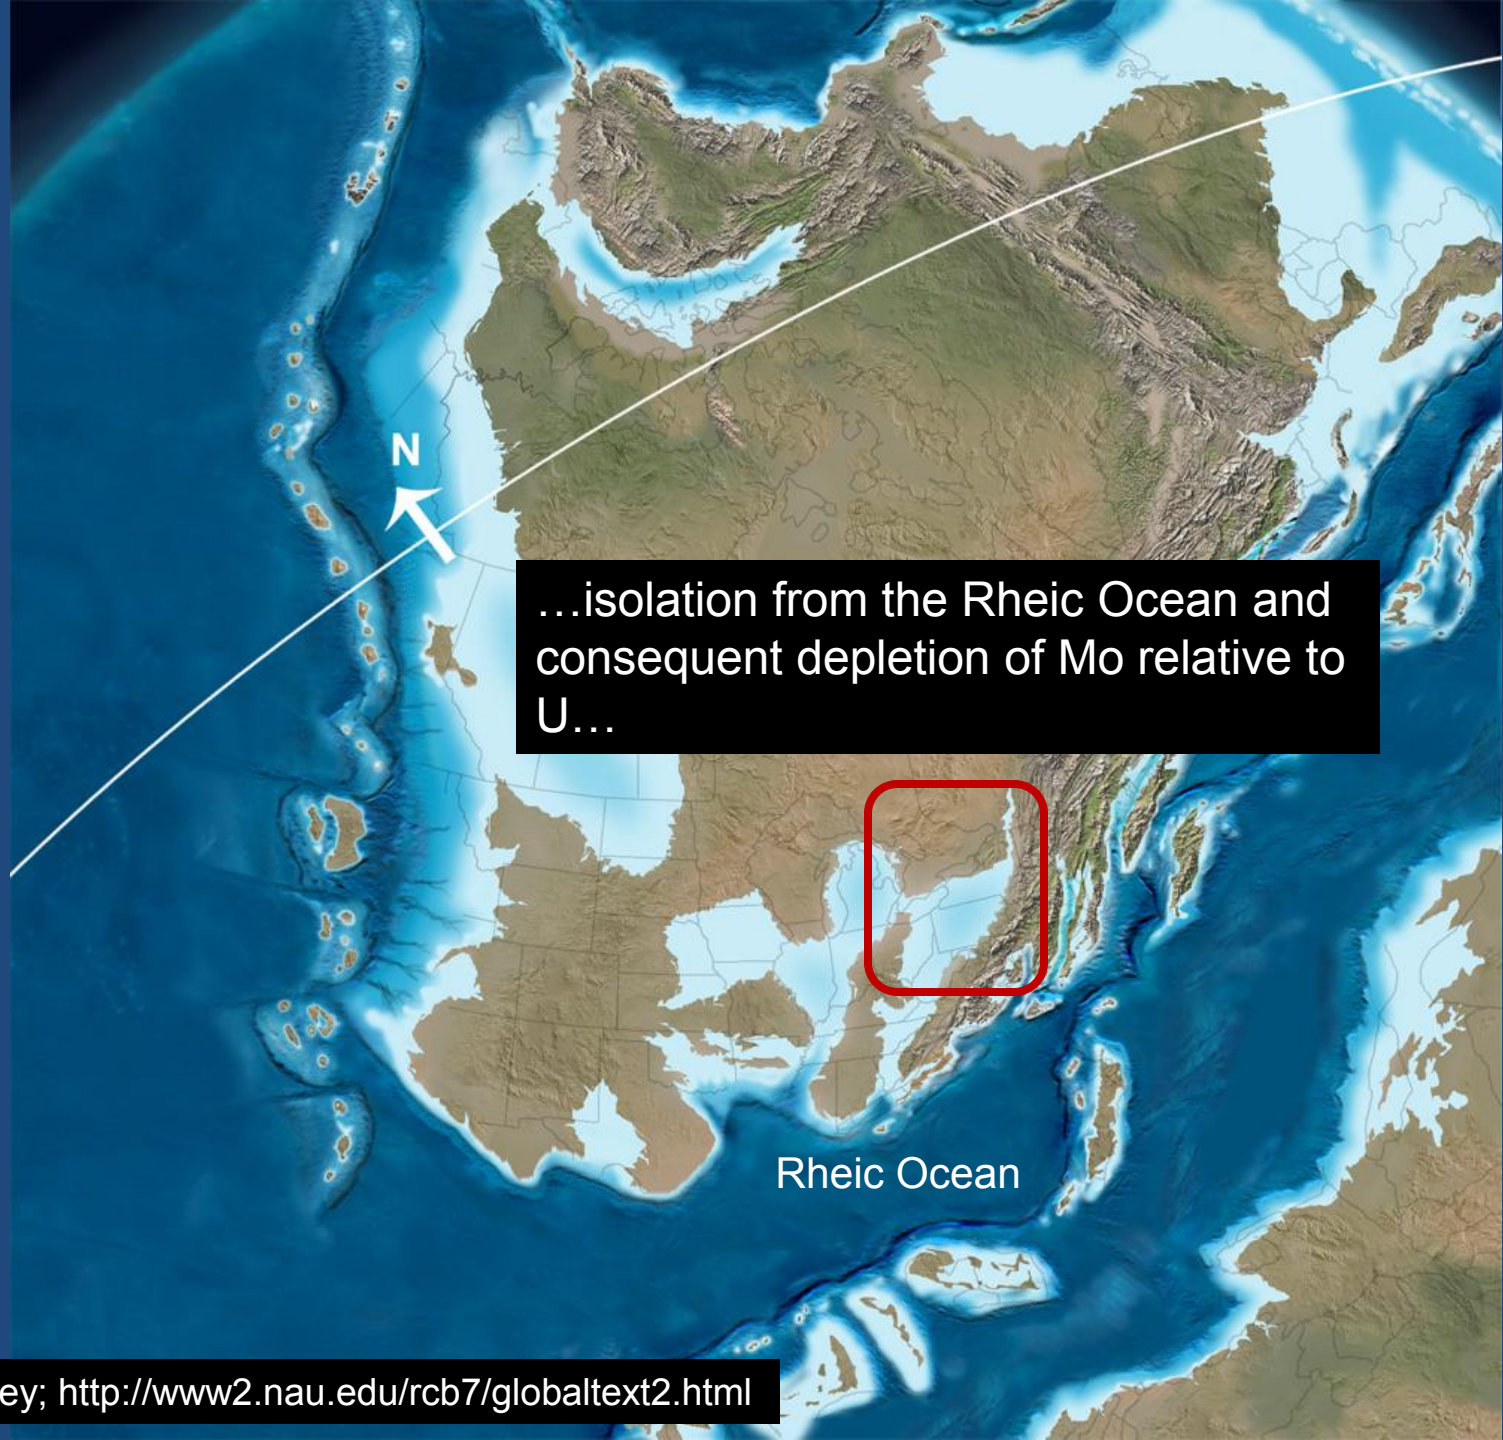 N
…isolation from the Rheic Ocean and
consequent depletion of Mo relative to
U…
Rheic Ocean
ey; http://www2.nau.edu/rcb7/globaltext2.html